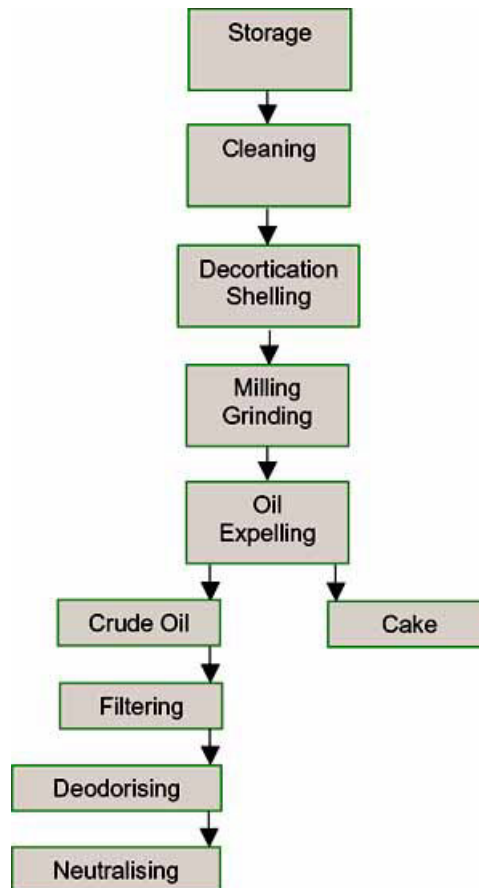 Storage
Cleaning
Decortication
Shelling
Milling
Grinding
Oil
Expelling
Crude Oil
Cake
Filtering
Deodorising
Neutralising